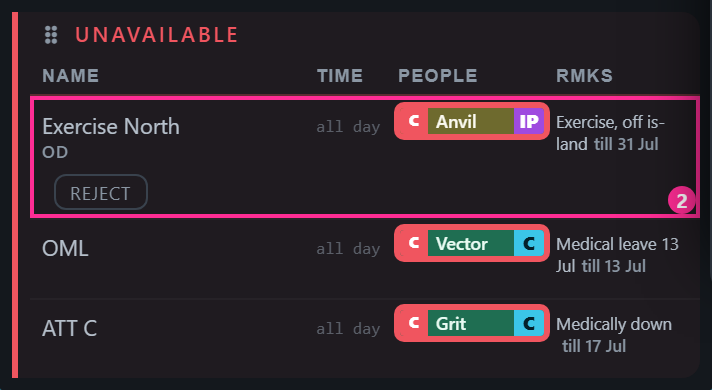 UNAVAILABLE
NAME TIME PEOPLE RMKS
Exercise North all day C Anvil IP Exercise, off is-
OD land till 31 Jul
REJECT
2
OML all day C Vector C Medical leave 13
Jul till 13 Jul
ATT C all day C Grit C Medically down
till 17 Jul